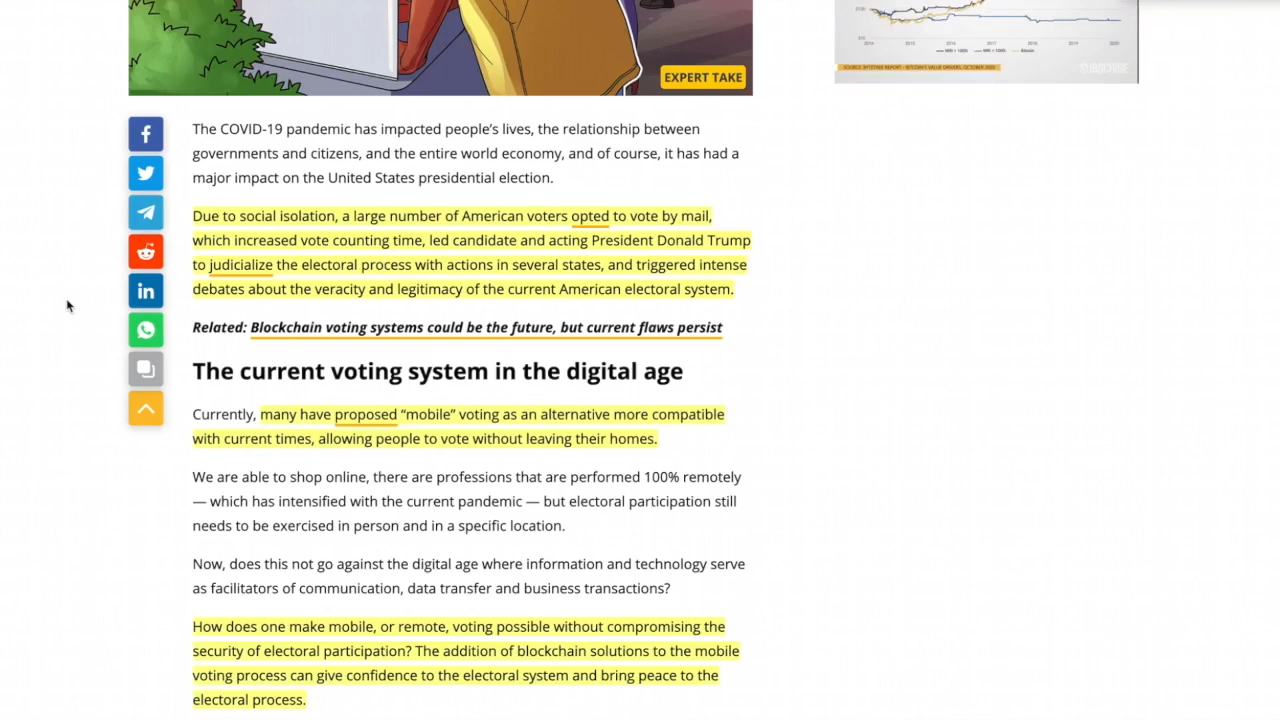 EXPERT TAKE
2014 2015 2016 2017 2018 2019 2020
SUBSCRIBE
The COVID-19 pandemic has impacted people’s lives, the relationship between
governments and citizens, and the entire world economy, and of course, it has had a
major impact on the United States presidential election.
Due to social isolation, a large number of American voters opted to vote by mail,
which increased vote counting time, led candidate and acting President Donald Trump
to judicialize the electoral process with actions in several states, and triggered intense
debates about the veracity and legitimacy of the current American electoral system.
Related: Blockchain voting systems could be the future, but current flaws persist
The current voting system in the digital age
Currently, many have proposed “mobile” voting as an alternative more compatible
with current times, allowing people to vote without leaving their homes.
We are able to shop online, there are professions that are performed 100% remotely
— which has intensified with the current pandemic — but electoral participation still
needs to be exercised in person and in a specific location.
Now, does this not go against the digital age where information and technology serve
as facilitators of communication, data transfer and business transactions?
How does one make mobile, or remote, voting possible without compromising the
security of electoral participation? The addition of blockchain solutions to the mobile
voting process can give confidence to the electoral system and bring peace to the
electoral process.